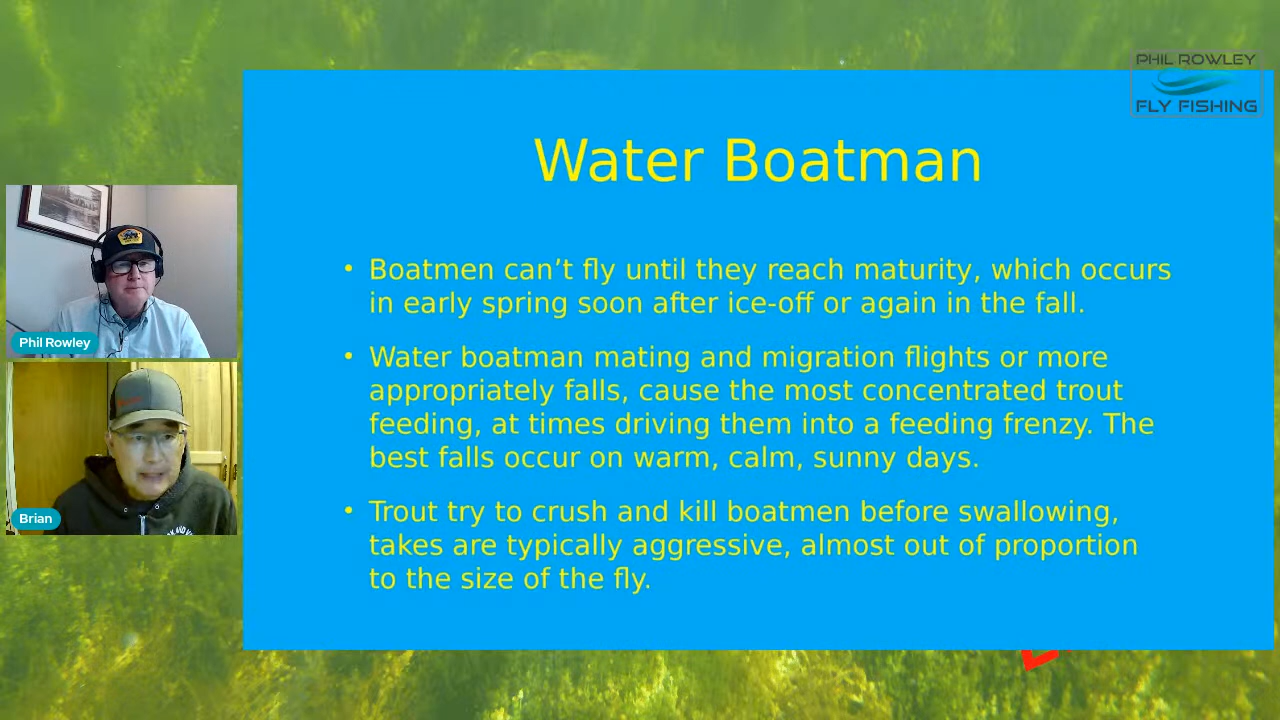 PHIL ROWLEY
FLY FISHING
Water Boatman
• Boatmen can’t fly until they reach maturity, which occurs
in early spring soon after ice-off or again in the fall.
• Water boatman mating and migration flights or more
appropriately falls, cause the most concentrated trout
feeding, at times driving them into a feeding frenzy. The
best falls occur on warm, calm, sunny days.
• Trout try to crush and kill boatmen before swallowing,
takes are typically aggressive, almost out of proportion
to the size of the fly.
Phil Rowley
Brian